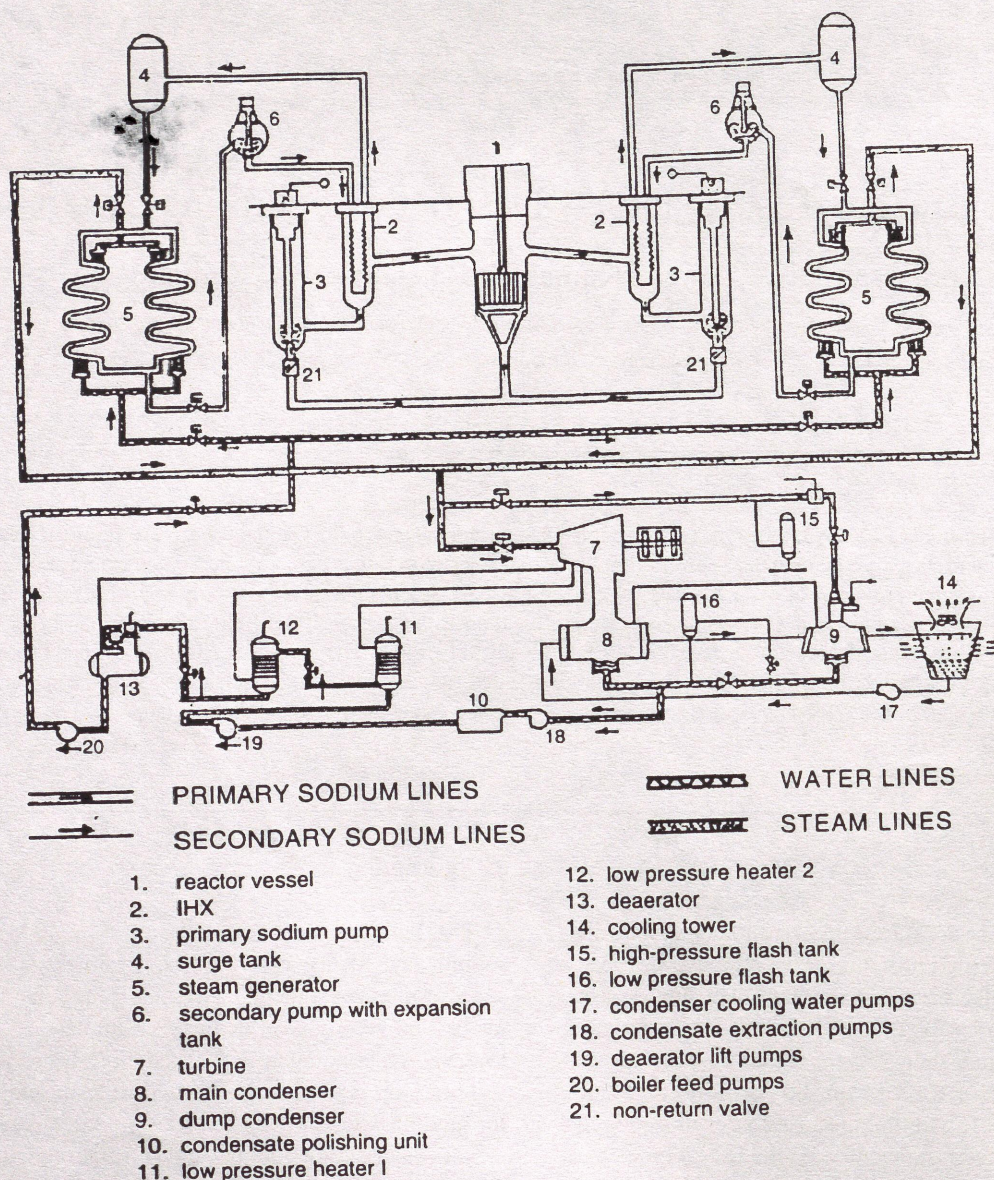 4
4
6
6
1
2
2
3
3
5
5
21
21
15
7
16
14
12
11
8
9
13
10
17
20
19
18
PRIMARY SODIUM LINES
SECONDARY SODIUM LINES
WATER LINES
STEAM LINES
1. reactor vessel
2. IHX
3. primary sodium pump
4. surge tank
5. steam generator
6. secondary pump with expansion
tank
7. turbine
8. main condenser
9. dump condenser
10. condensate polishing unit
11. low pressure heater I
12. low pressure heater 2
13. deaerator
14. cooling tower
15. high-pressure flash tank
16. low pressure flash tank
17. condenser cooling water pumps
18. condensate extraction pumps
19. deaerator lift pumps
20. boiler feed pumps
21. non-return valve